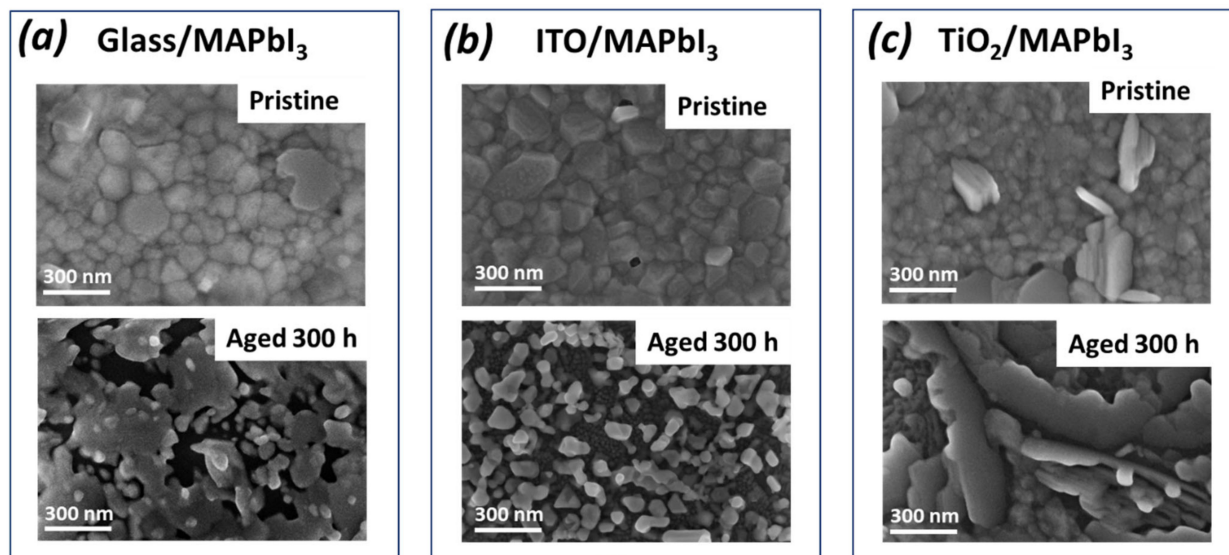 (a) Glass/MAPbI₃
Pristine
300 nm
Aged 300 h
300 nm
(b) ITO/MAPbI₃
Pristine
300 nm
Aged 300 h
300 nm
(c) TiO₂/MAPbI₃
Pristine
300 nm
Aged 300 h
300 nm